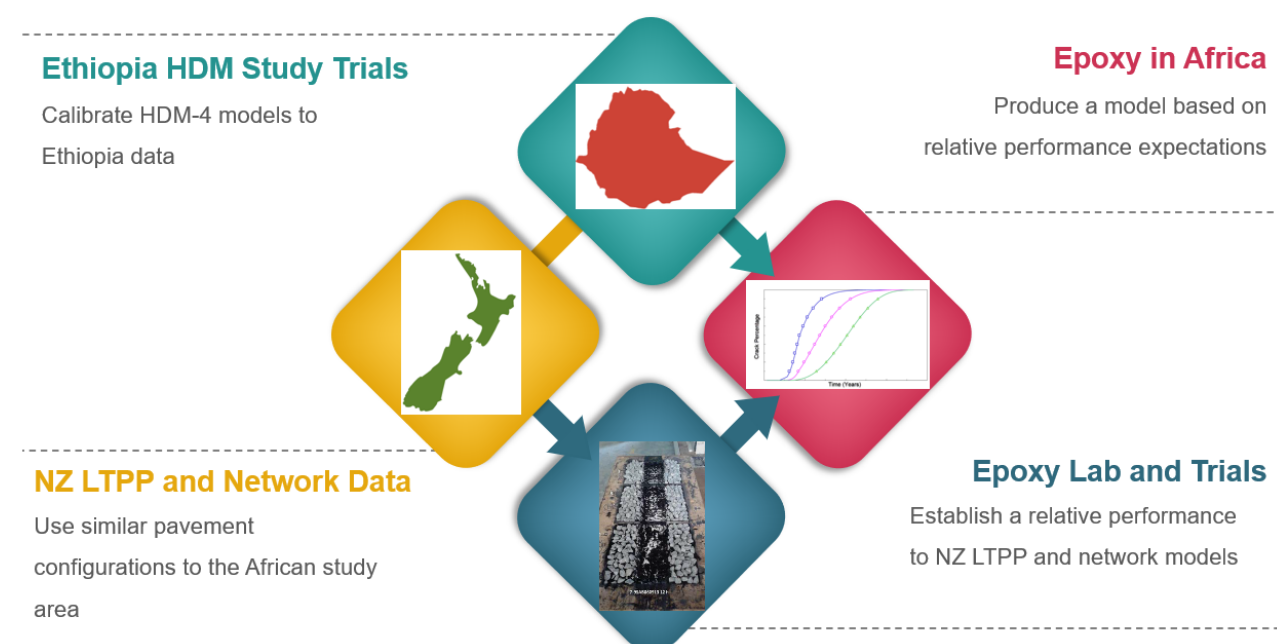 Ethiopia HDM Study Trials
Calibrate HDM-4 models to
Ethiopia data
Epoxy in Africa
Produce a model based on
relative performance expectations
Crack Percentage
Time (Years)
NZ LTPP and Network Data
Use similar pavement
configurations to the African study
area
Epoxy Lab and Trials
Establish a relative performance
to NZ LTPP and network models